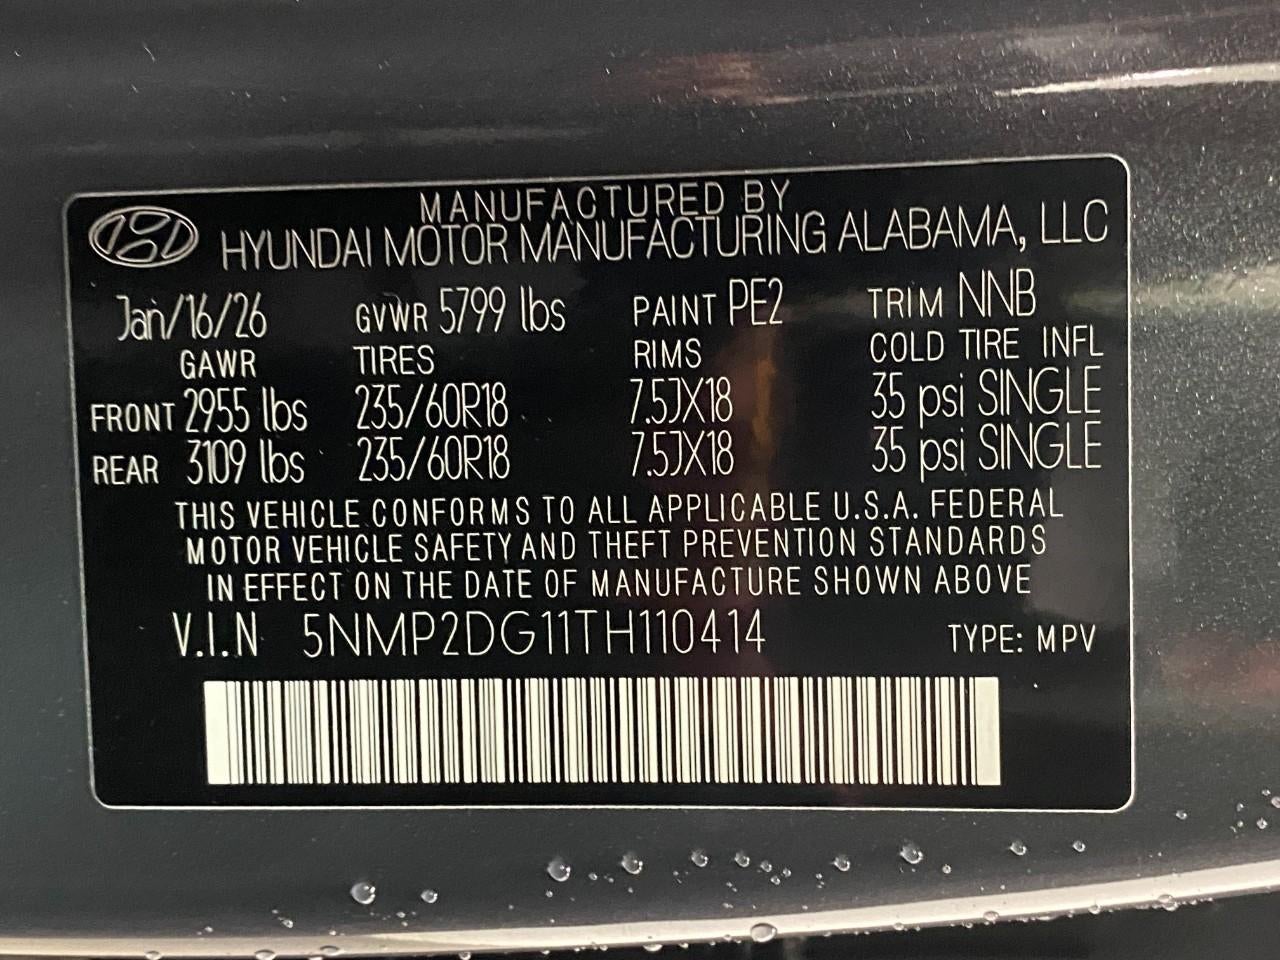 MANUFACTURED BY
HYUNDAI MOTOR MANUFACTURING ALABAMA, LLC
Jan/16/26 GVWR 5799 lbs PAINT PE2 TRIM NNB
GAWR TIRES RIMS COLD TIRE INFL
FRONT 2955 lbs 235/60R18 7.5JX18 35 psi SINGLE
REAR 3109 lbs 235/60R18 7.5JX18 35 psi SINGLE
THIS VEHICLE CONFORMS TO ALL APPLICABLE U.S.A. FEDERAL
MOTOR VEHICLE SAFETY AND THEFT PREVENTION STANDARDS
IN EFFECT ON THE DATE OF MANUFACTURE SHOWN ABOVE
V.I.N 5NMP2DG11TH110414 TYPE: MPV